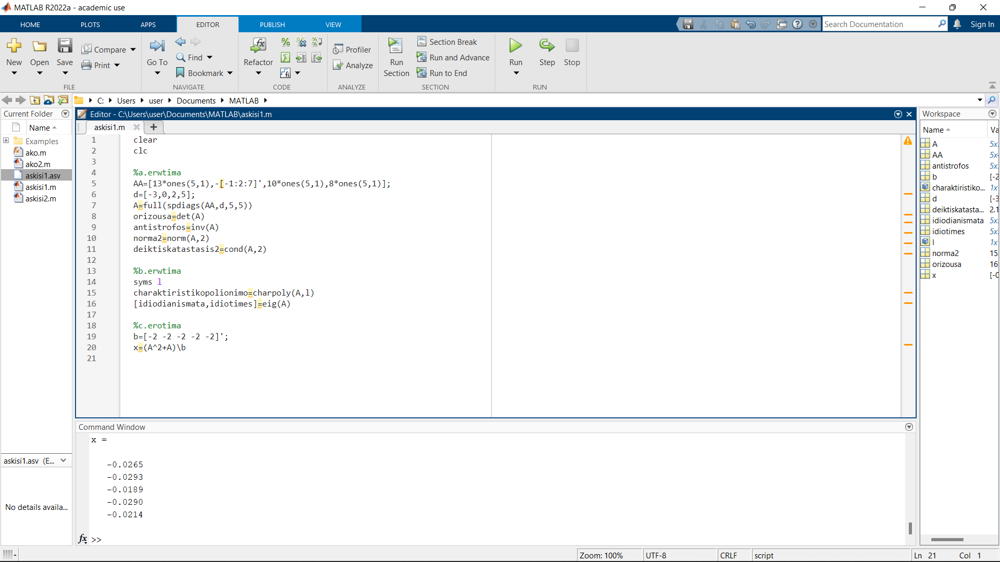 MATLAB R2022a - academic use
HOME
PLOTS
APPS
EDITOR
PUBLISH
VIEW
Search Documentation
Sign In
New
Open
Save
Compare
Print
FILE
Go To
Find
Bookmark
NAVIGATE
Refactor
CODE
Profiler
Analyze
ANALYZE
Run
Section
Section Break
Run and Advance
Run to End
SECTION
Run
Step
Stop
RUN
C: Users user Documents MATLAB
Current Folder
Name
Examples
ako.m
ako2.m
askisi1.asv
askisi1.m
askisi2.m
askisi1.asv (E...
No details availa...
Editor - C:\Users\user\Documents\MATLAB\askisi1.m
askisi1.m
1 clear
2 clc
3
4 %a.erwtima
5 AA=[13*ones(5,1),-[-1:2:7]',10*ones(5,1),8*ones(5,1)];
6 d=[-3,0,2,5];
7 A=full(spdiags(AA,d,5,5))
8 orizousa=det(A)
9 antistrofos=inv(A)
10 norma2=norm(A,2)
11 deiktiskatastasis2=cond(A,2)
12
13 %b.erwtima
14 syms l
15 charaktiristikopolionimo=charpoly(A,l)
16 [idiodianismata,idiotimes]=eig(A)
17
18 %c.erotima
19 b=[-2 -2 -2 -2 -2]';
20 x=(A^2+A)\b
21
Command Window
x =
-0.0265
-0.0293
-0.0189
-0.0290
-0.0214
fx >>
Workspace
Name Va
A 5x
AA 5x
antistrofos 5x
b [-2
charaktiristiko... 1x
d [-3
deiktiskatasta... 2.1
idiodianismata 5x
idiotimes 5x
l 1x
norma2 15
orizousa 16
x [-0
Zoom: 100%
UTF-8
CRLF
script
Ln 21 Col 1